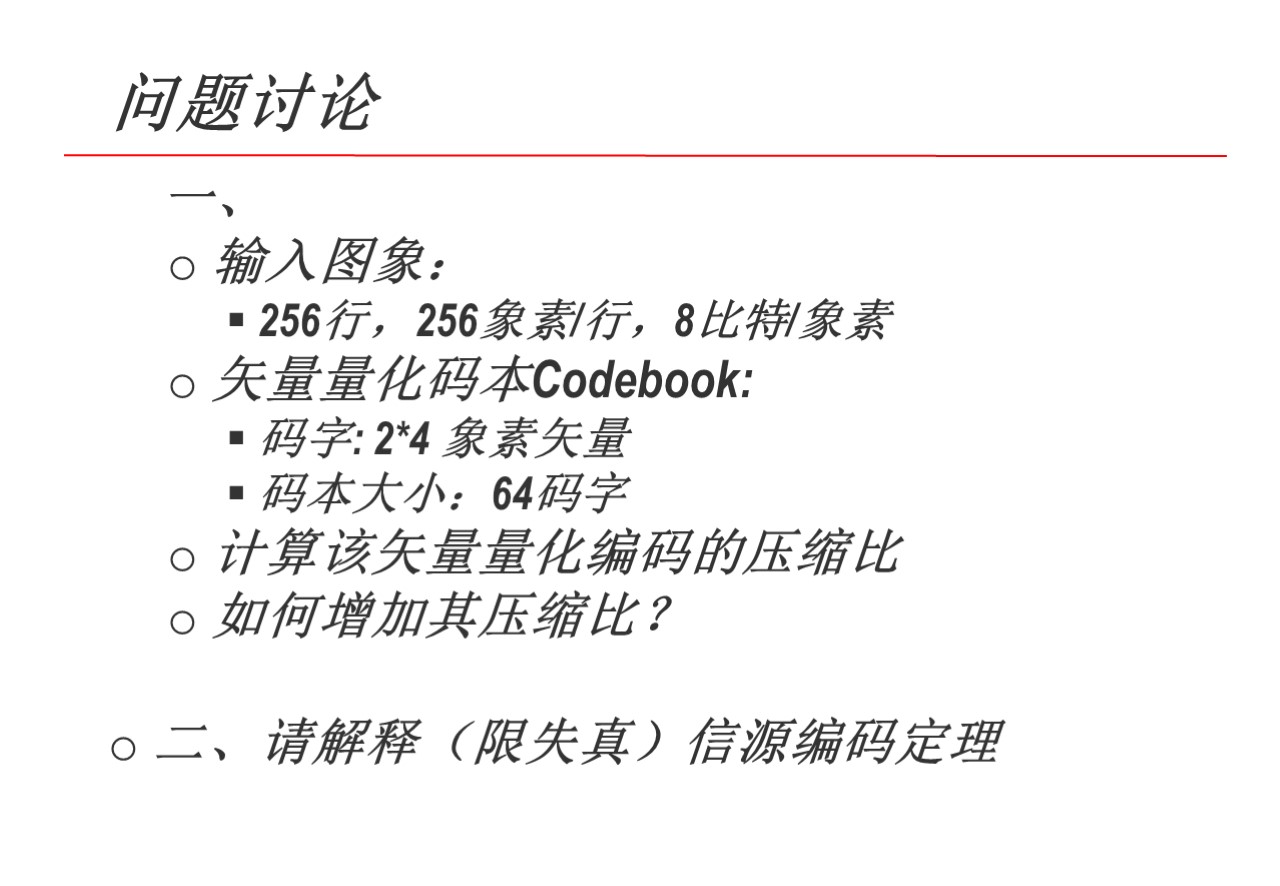 问题讨论
一、
输入图象：
256行，256象素/行，8比特/象素
矢量量化码本Codebook:
码字: 2*4 象素矢量
码本大小：64码字
计算该矢量量化编码的压缩比
如何增加其压缩比？
二、请解释（限失真）信源编码定理